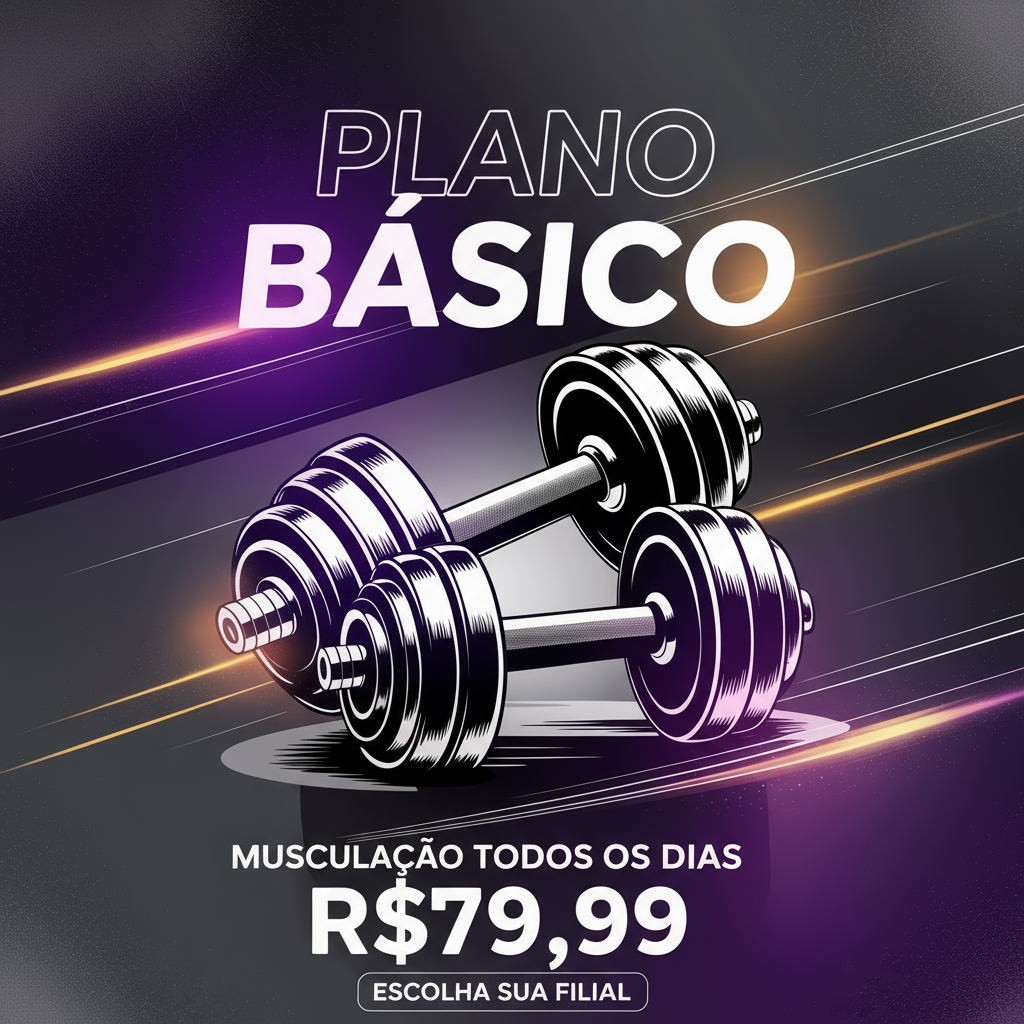 PLANO
BÁSICO
MUSCULAÇÃO TODOS OS DIAS
R$79,99
ESCOLHA SUA FILIAL